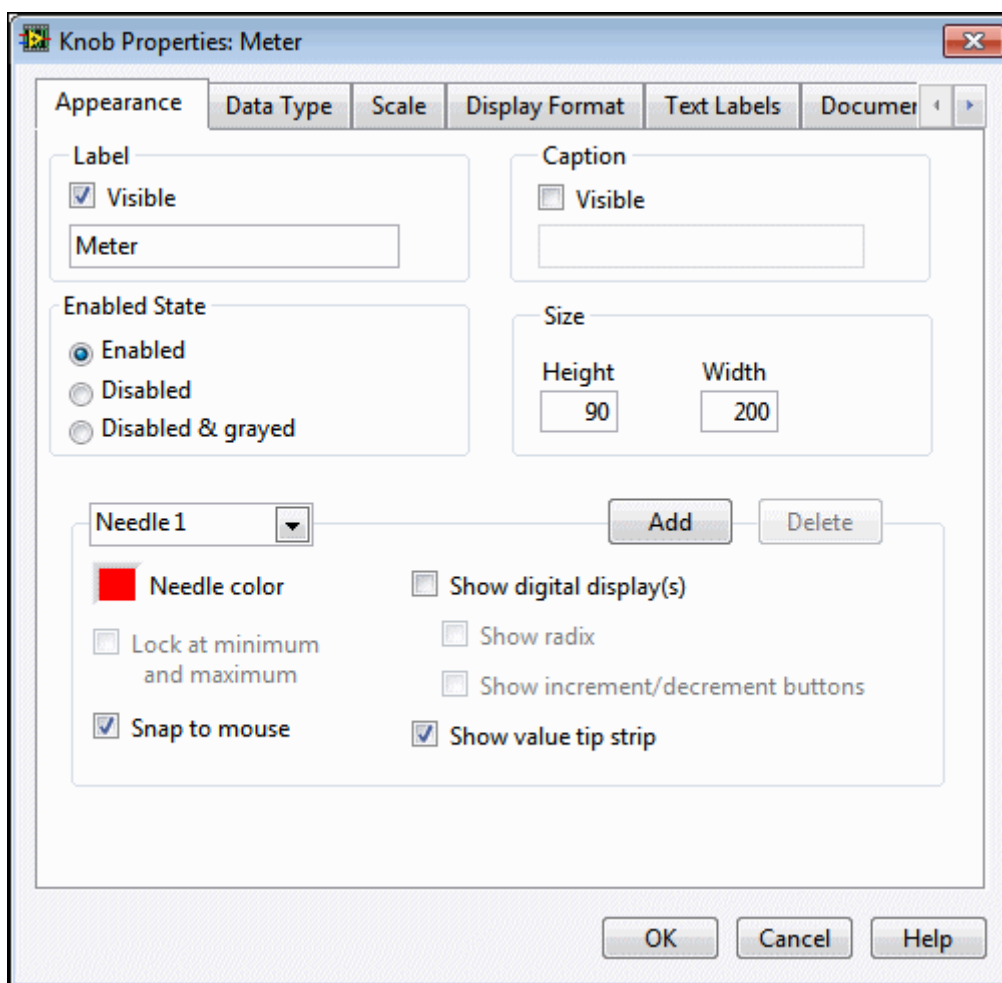 Knob Properties: Meter
Appearance
Data Type
Scale
Display Format
Text Labels
Documen
Label
Visible
Meter
Caption
Visible
Enabled State
Enabled
Disabled
Disabled & grayed
Size
Height
Width
90
200
Needle 1
Add
Delete
Needle color
Lock at minimum
and maximum
Snap to mouse
Show digital display(s)
Show radix
Show increment/decrement buttons
Show value tip strip
OK
Cancel
Help